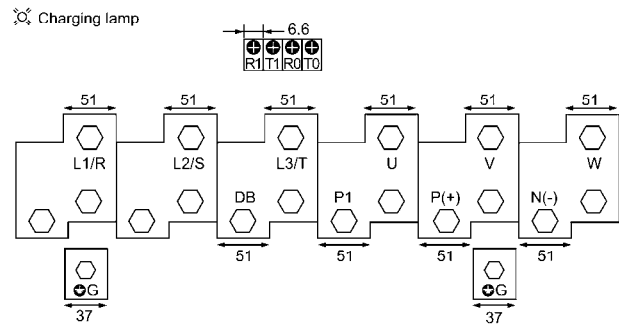 Charging lamp
6.6
R1 T1 R0 T0
51 51 51 51 51 51
L1/R L2/S L3/T U V W
DB P1 P(+) N(-)
51 51 51 51
G G
37 37